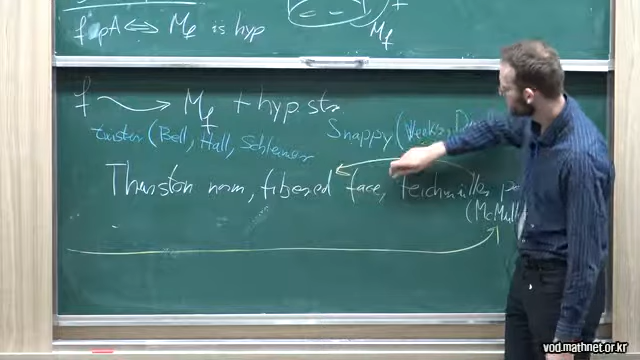 f pA ⟺ M_f is hyp
M_f
f → M_f + hyp str.
twister (Bell, Hall, Schleimer
Snappy (Weeks, D
Thurston norm, fibered face, teichmüller po
(McMull
vod.mathnet.or.kr